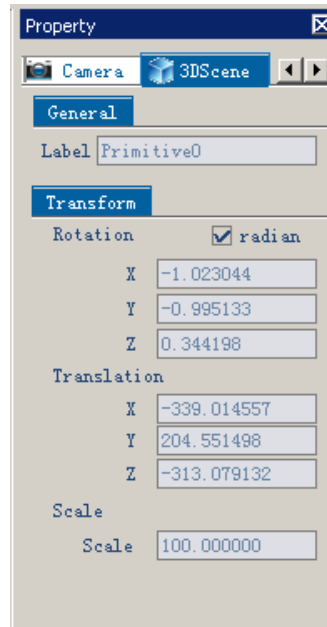 Property
Camera 3DScene
General
Label Primitive0
Transform
Rotation radian
X -1.023044
Y -0.995133
Z 0.344198
Translation
X -339.014557
Y 204.551498
Z -313.079132
Scale
Scale 100.000000